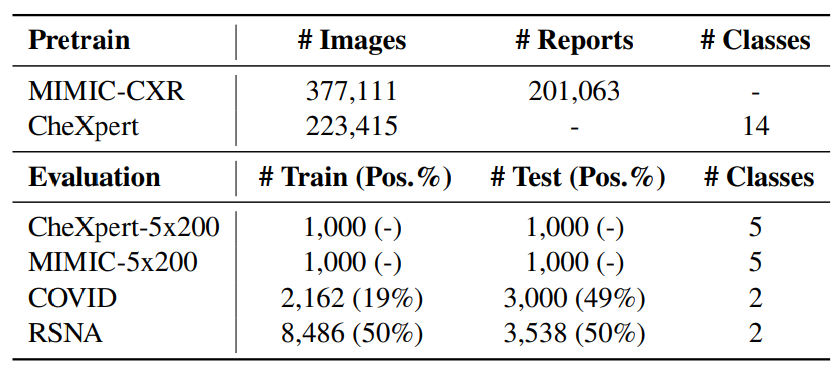 Pretrain # Images # Reports # Classes
MIMIC-CXR 377,111 201,063 -
CheXpert 223,415 - 14
Evaluation # Train (Pos.%) # Test (Pos.%) # Classes
CheXpert-5x200 1,000 (-) 1,000 (-) 5
MIMIC-5x200 1,000 (-) 1,000 (-) 5
COVID 2,162 (19%) 3,000 (49%) 2
RSNA 8,486 (50%) 3,538 (50%) 2